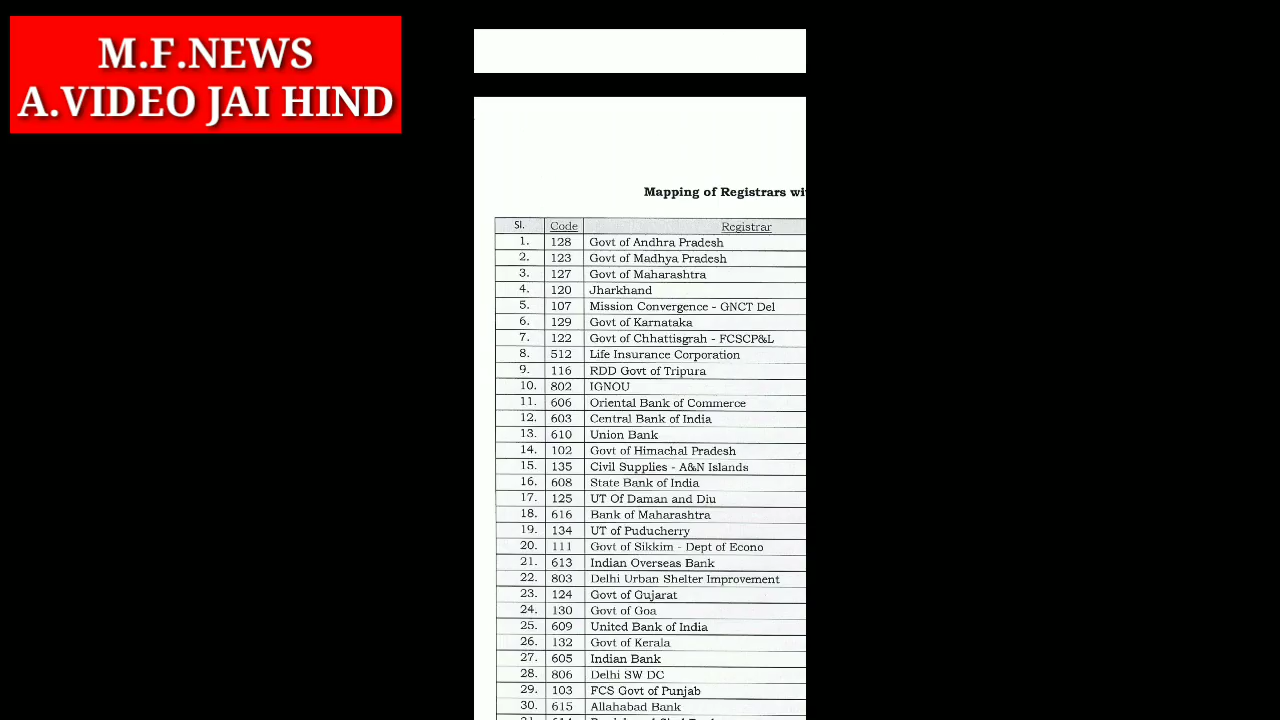 M.F.NEWS
A.VIDEO JAI HIND
Mapping of Registrars
Sl. Code Registrar
1. 128 Govt of Andhra Pradesh
2. 123 Govt of Madhya Pradesh
3. 127 Govt of Maharashtra
4. 120 Jharkhand
5. 107 Mission Convergence - GNCT Del
6. 129 Govt of Karnataka
7. 122 Govt of Chhattisgrah - FCSCP&L
8. 512 Life Insurance Corporation
9. 116 RDD Govt of Tripura
10. 802 IGNOU
11. 606 Oriental Bank of Commerce
12. 603 Central Bank of India
13. 610 Union Bank
14. 102 Govt of Himachal Pradesh
15. 135 Civil Supplies - A&N Islands
16. 608 State Bank of India
17. 125 UT Of Daman and Diu
18. 616 Bank of Maharashtra
19. 134 UT of Puducherry
20. 111 Govt of Sikkim - Dept of Econo
21. 613 Indian Overseas Bank
22. 803 Delhi Urban Shelter Improvement
23. 124 Govt of Gujarat
24. 130 Govt of Goa
25. 609 United Bank of India
26. 132 Govt of Kerala
27. 605 Indian Bank
28. 806 Delhi SW DC
29. 103 FCS Govt of Punjab
30. 615 Allahabad Bank